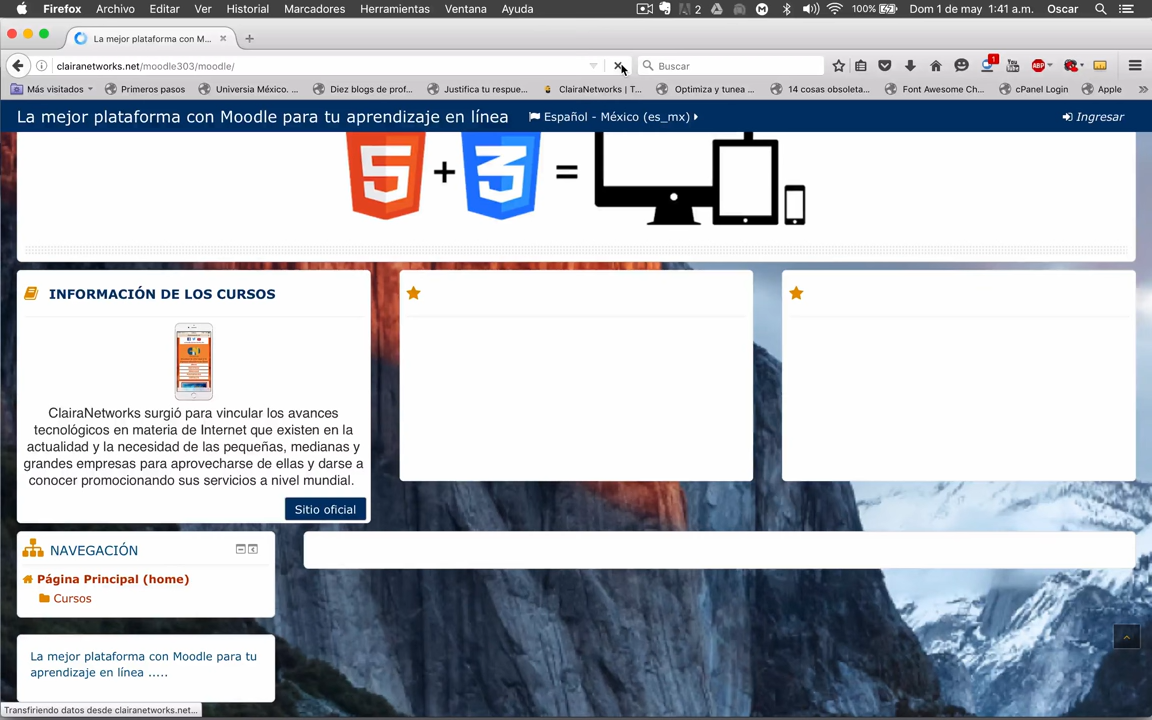 Firefox Archivo Editar Ver Historial Marcadores Herramientas Ventana Ayuda 2 100% Dom 1 de may 1:41 a.m. Oscar
La mejor plataforma con M...
clairanetworks.net/moodle303/moodle/ Buscar 1 ABP
Más visitados Primeros pasos Universia México. ... Diez blogs de prof... Justifica tu respue... ClairaNetworks | T... Optimiza y tunea ... 14 cosas obsoleta... Font Awesome Ch... cPanel Login Apple
La mejor plataforma con Moodle para tu aprendizaje en línea Español - México (es_mx) Ingresar
5 + 3 =
INFORMACIÓN DE LOS CURSOS
ClairaNetworks surgió para vincular los avances
tecnológicos en materia de Internet que existen en la
actualidad y la necesidad de las pequeñas, medianas y
grandes empresas para aprovecharse de ellas y darse a
conocer promocionando sus servicios a nivel mundial.
Sitio oficial
NAVEGACIÓN
Página Principal (home)
Cursos
La mejor plataforma con Moodle para tu
aprendizaje en línea .....
Transfiriendo datos desde clairanetworks.net...